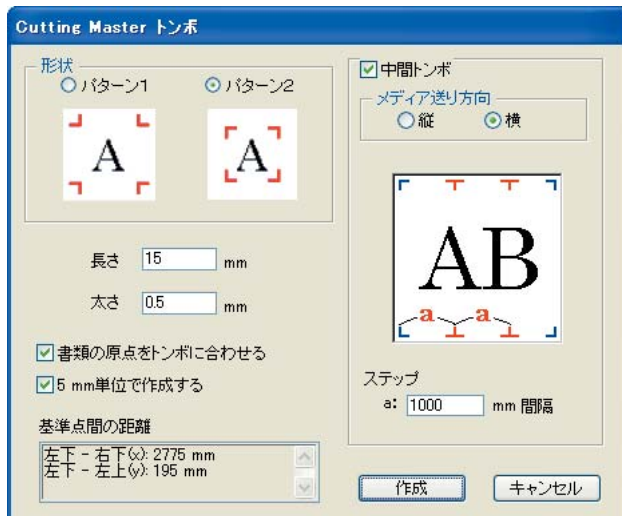 Cutting Master トンボ
形状
パターン1
パターン2
A
A
長さ 15 mm
太さ 0.5 mm
書類の原点をトンボに合わせる
5 mm単位で作成する
基準点間の距離
左下 - 右下(x): 2775 mm
左下 - 左上(y): 195 mm
中間トンボ
メディア送り方向
縦
横
AB
a a
ステップ
a: 1000 mm 間隔
作成
キャンセル